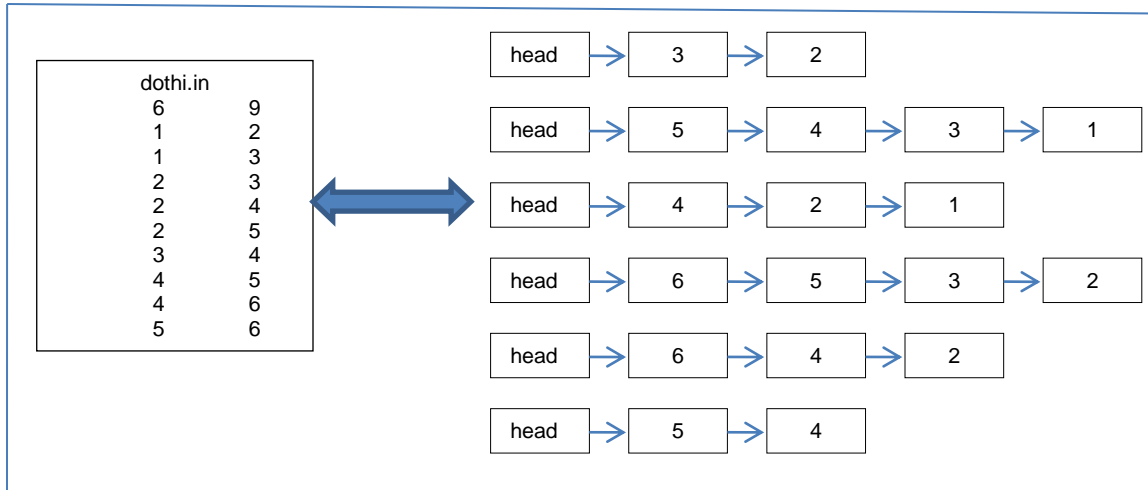 dothi.in
6 9
1 2
1 3
2 3
2 4
2 5
3 4
4 5
4 6
5 6
head 3 2
head 5 4 3 1
head 4 2 1
head 6 5 3 2
head 6 4 2
head 5 4